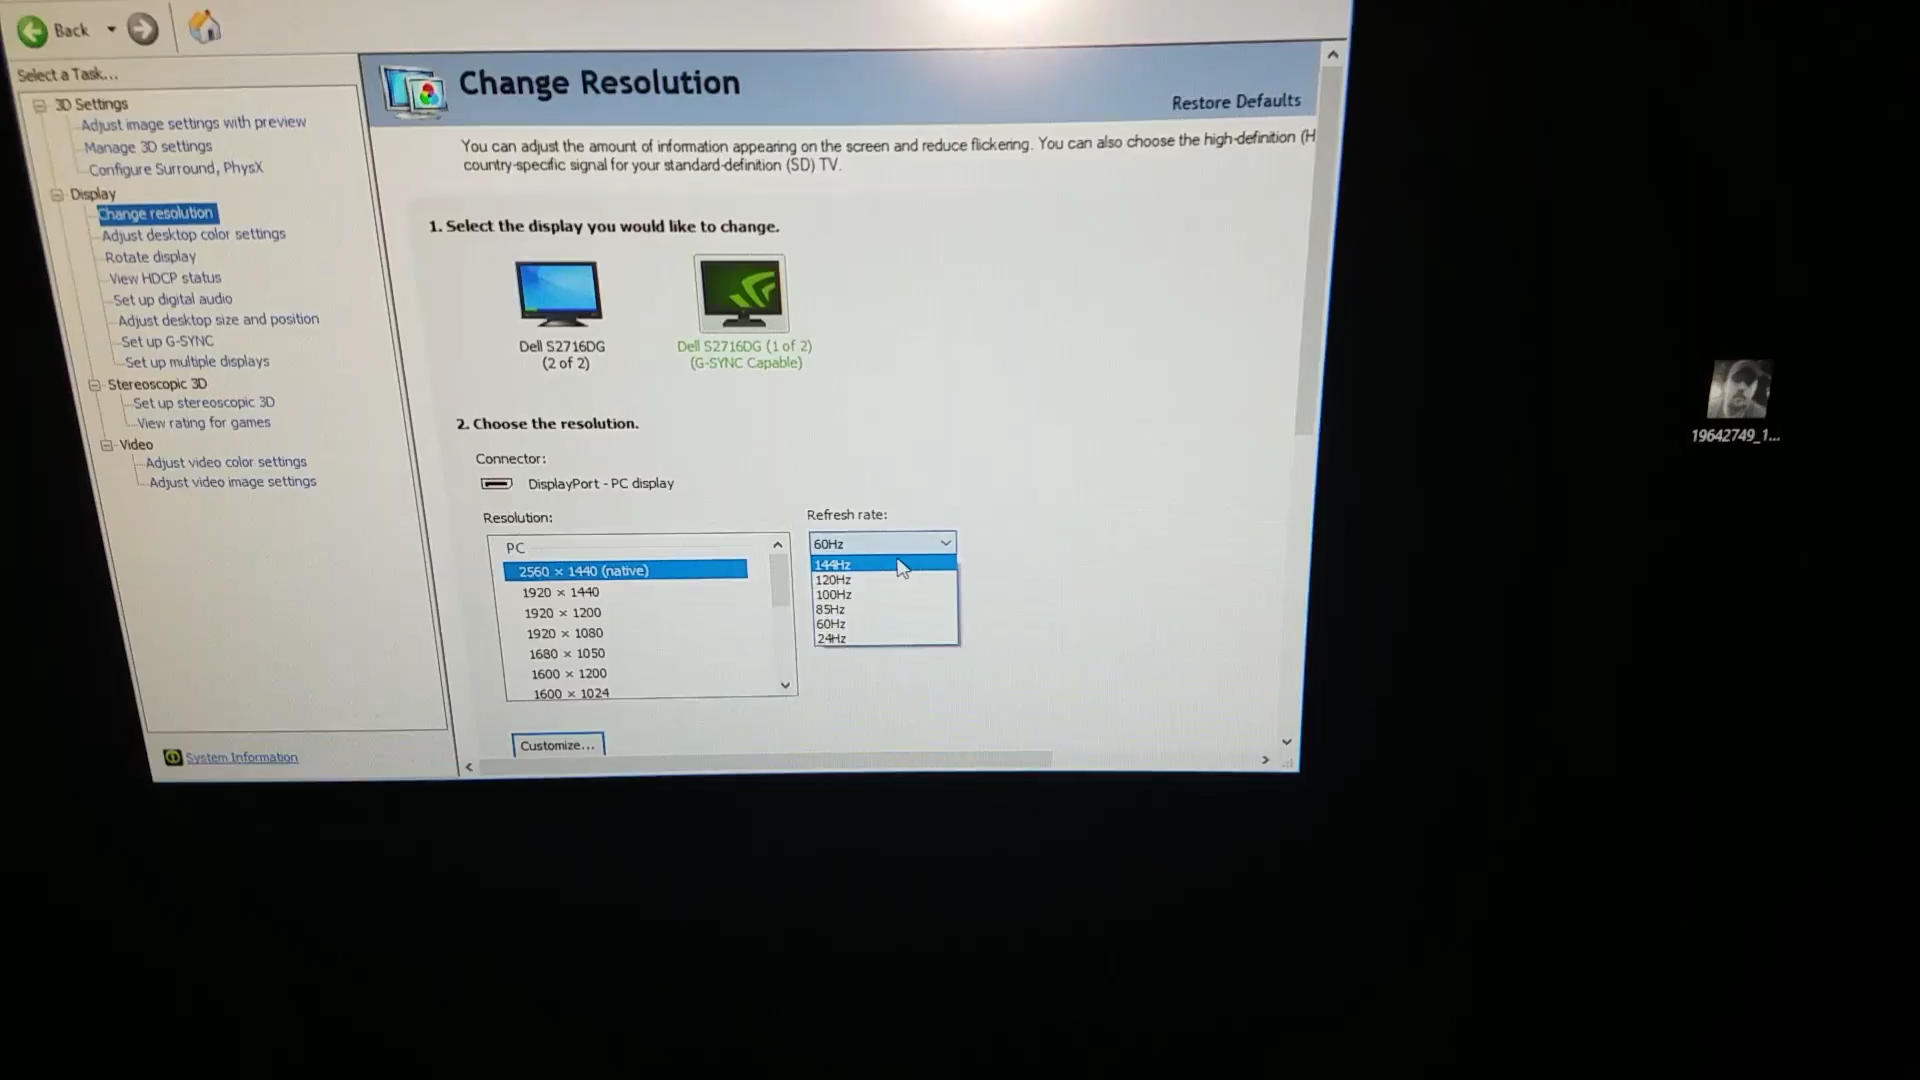 Back
Select a Task...
3D Settings
Adjust image settings with preview
Manage 3D settings
Configure Surround, PhysX
Display
Change resolution
Adjust desktop color settings
Rotate display
View HDCP status
Set up digital audio
Adjust desktop size and position
Set up G-SYNC
Set up multiple displays
Stereoscopic 3D
Set up stereoscopic 3D
View rating for games
Video
Adjust video color settings
Adjust video image settings
System Information
Change Resolution
Restore Defaults
You can adjust the amount of information appearing on the screen and reduce flickering. You can also choose the high-definition (H
country-specific signal for your standard-definition (SD) TV.
1. Select the display you would like to change.
Dell S2716DG
(2 of 2)
Dell S2716DG (1 of 2)
(G-SYNC Capable)
2. Choose the resolution.
Connector:
DisplayPort - PC display
Resolution:
PC
2560 × 1440 (native)
1920 × 1440
1920 × 1200
1920 × 1080
1680 × 1050
1600 × 1200
1600 × 1024
Refresh rate:
60Hz
144Hz
120Hz
100Hz
85Hz
60Hz
24Hz
Customize...
19642749_1...